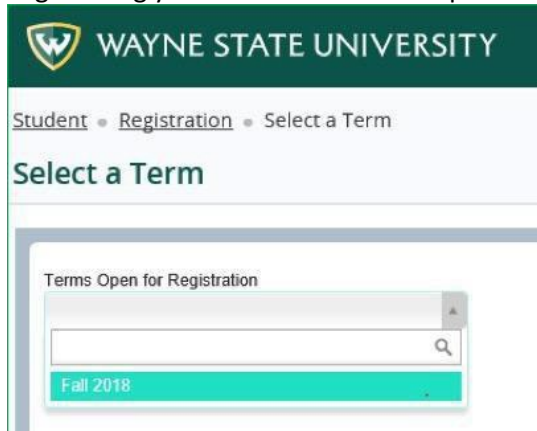 WAYNE STATE UNIVERSITY
Student • Registration • Select a Term
Select a Term
Terms Open for Registration
Fall 2018